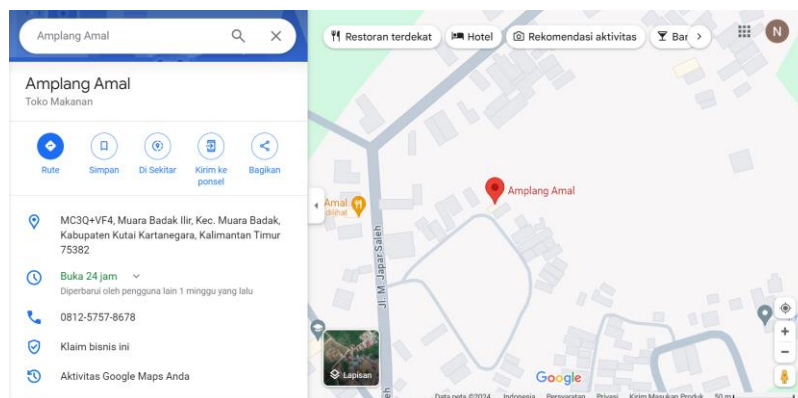 Amplang Amal
Restoran terdekat
Hotel
Rekomendasi aktivitas
Bar
N
Amplang Amal
Toko Makanan
Rute
Simpan
Di Sekitar
Kirim ke
ponsel
Bagikan
MC3Q+VF4, Muara Badak Ilir, Kec. Muara Badak,
Kabupaten Kutai Kartanegara, Kalimantan Timur
75382
Buka 24 jam
Diperbarui oleh pengguna lain 1 minggu yang lalu
0812-5757-8678
Klaim bisnis ini
Aktivitas Google Maps Anda
Amplang Amal
Amal
dilihat
Jl. M. Japar Saleh
Lapisan
Google
Data peta ©2024 Indonesia Persyaratan Privasi Kirim Masukan Produk 50 m